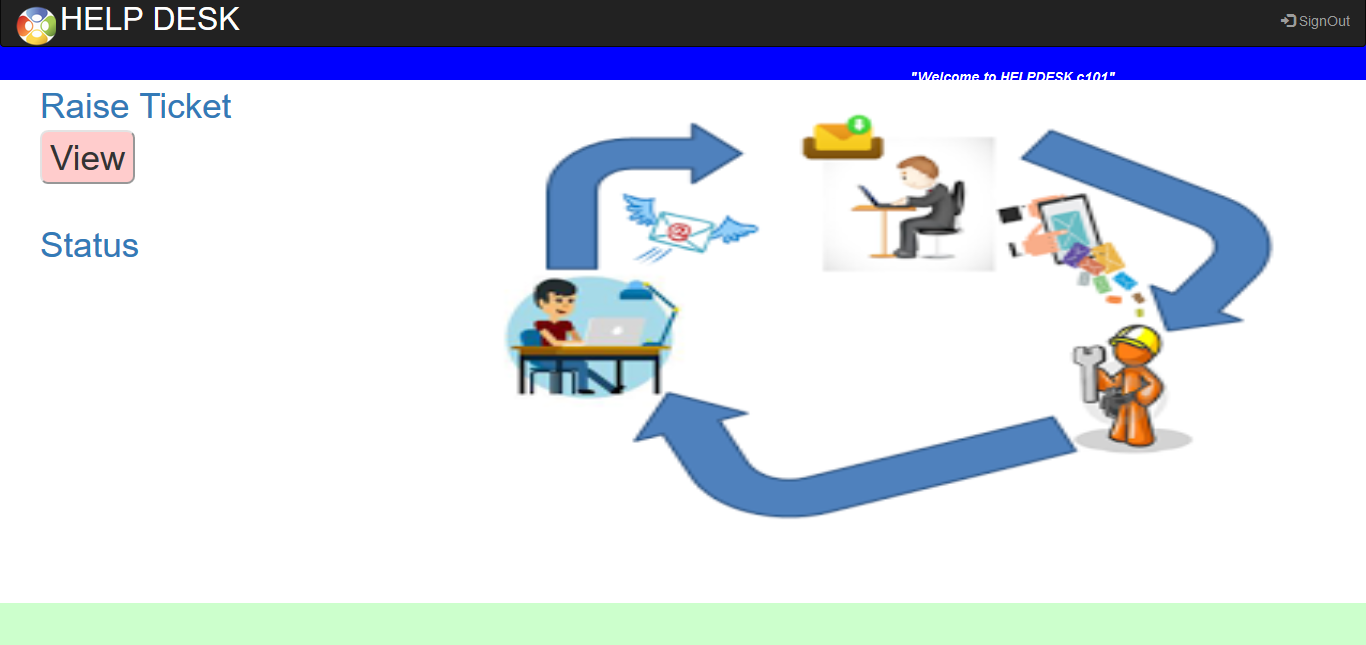 HELP DESK
SignOut
"Welcome to HELPDESK c101"
Raise Ticket
View
Status
@